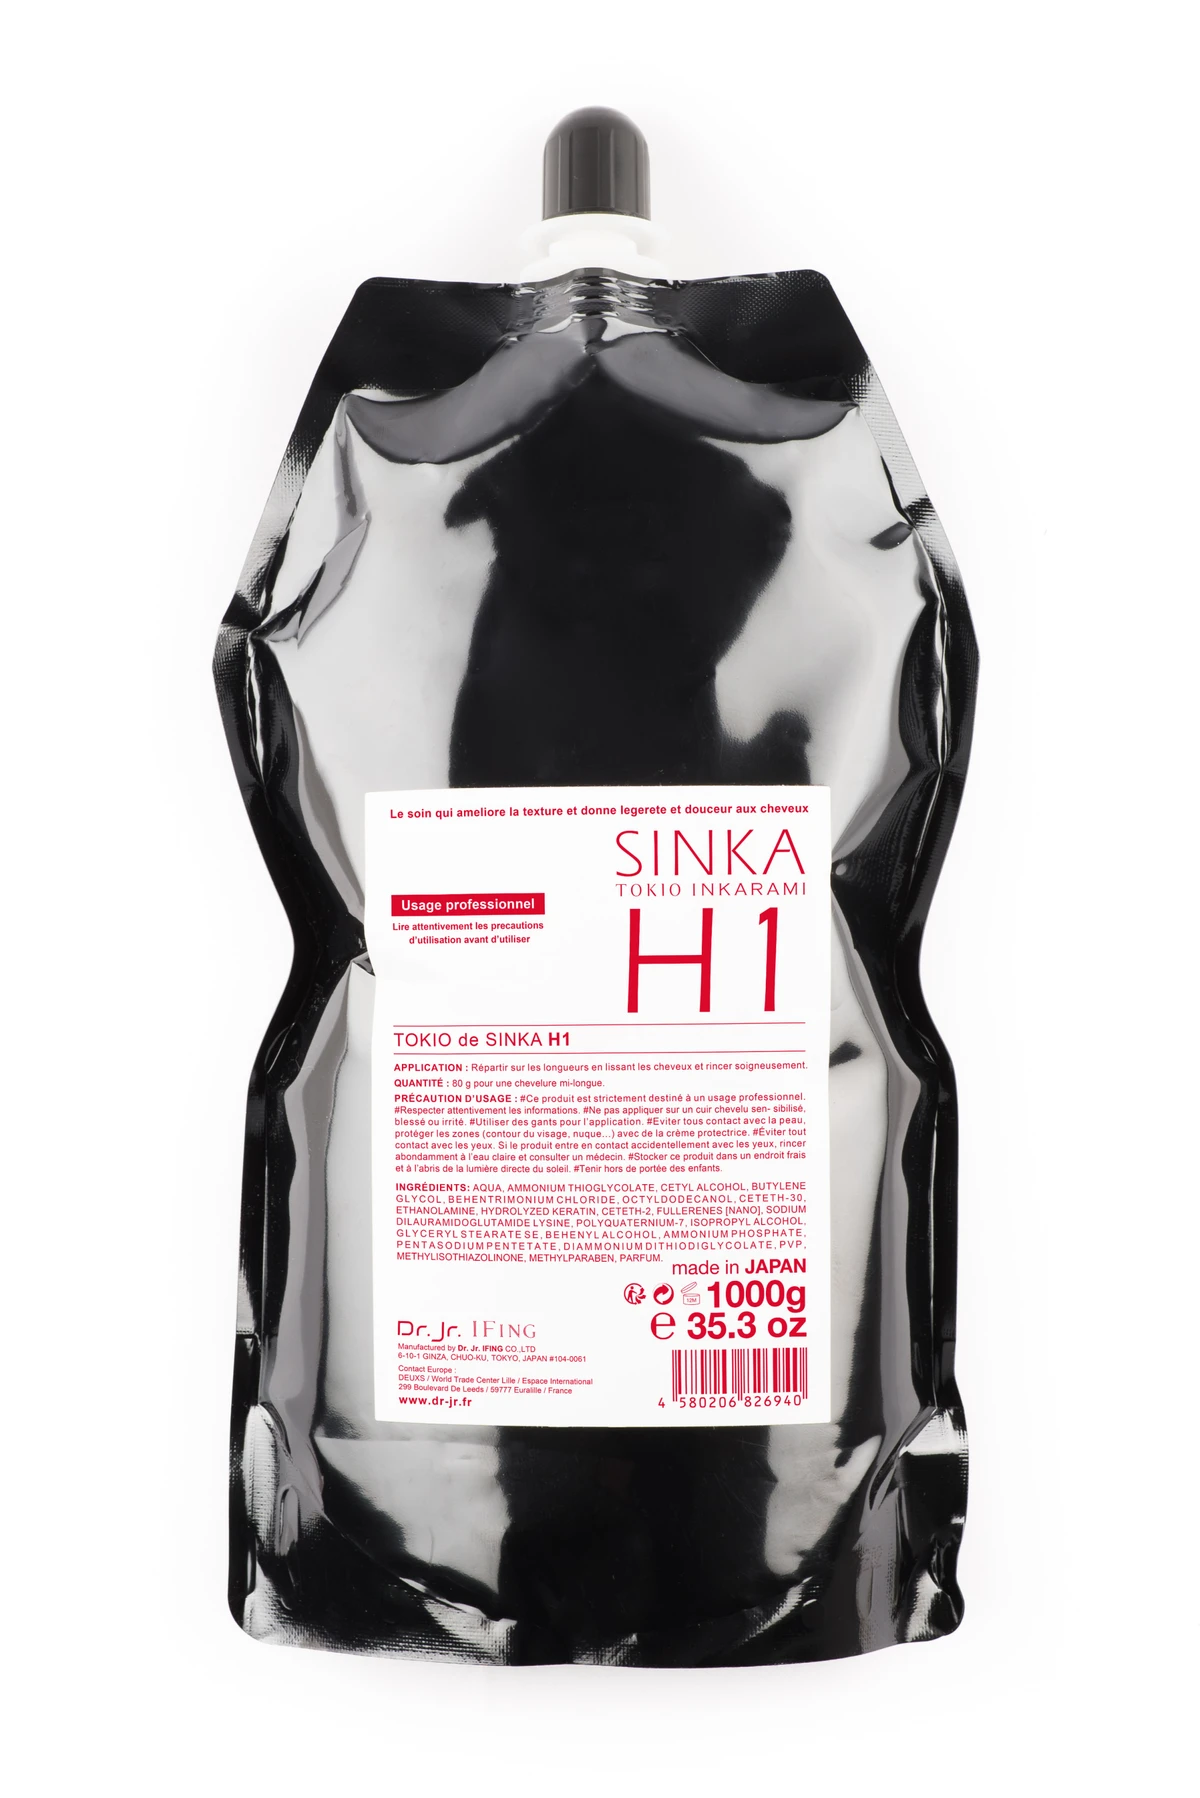 Le soin qui ameliore la texture et donne legerete et douceur aux cheveux
SINKA
TOKIO INKARAMI
H1
Usage professionnel
Lire attentivement les precautions
d'utilisation avant d'utiliser
TOKIO de SINKA H1
APPLICATION : Répartir sur les longueurs en lissant les cheveux et rincer soigneusement.
QUANTITÉ : 80 g pour une chevelure mi-longue.
PRÉCAUTION D'USAGE : #Ce produit est strictement destiné à un usage professionnel.
#Respecter attentivement les informations. #Ne pas appliquer sur un cuir chevelu sen- sibilisé,
blessé ou irrité. #Utiliser des gants pour l'application. #Eviter tous contact avec la peau,
protéger les zones (contour du visage, nuque...) avec de la crème protectrice. #Éviter tout
contact avec les yeux. Si le produit entre en contact accidentellement avec les yeux, rincer
abondamment à l'eau claire et consulter un médecin. #Stocker ce produit dans un endroit frais
et à l'abris de la lumière directe du soleil. #Tenir hors de portée des enfants.
INGRÉDIENTS: AQUA, AMMONIUM THIOGLYCOLATE, CETYL ALCOHOL, BUTYLENE
GLYCOL, BEHENTRIMONIUM CHLORIDE, OCTYLDODECANOL, CETETH-30,
ETHANOLAMINE, HYDROLYZED KERATIN, CETETH-2, FULLERENES [NANO], SODIUM
DILAURAMIDOGLUTAMIDE LYSINE, POLYQUATERNIUM-7, ISOPROPYL ALCOHOL,
GLYCERYL STEARATE SE, BEHENYL ALCOHOL, AMMONIUM PHOSPHATE,
PENTASODIUM PENTETATE, DIAMMONIUM DITHIODIGLYCOLATE, PVP,
METHYLISOTHIAZOLINONE, METHYLPARABEN, PARFUM.
made in JAPAN
12M 1000g
e 35.3 oz
Dr. Jr. IFING
Manufactured by Dr. Jr. IFING CO.,LTD
6-10-1 GINZA, CHUO-KU, TOKYO, JAPAN #104-0061
Contact Europe :
DEUXS / World Trade Center Lille / Espace International
299 Boulevard De Leeds / 59777 Euralille / France
www.dr-jr.fr
4 580206 826940